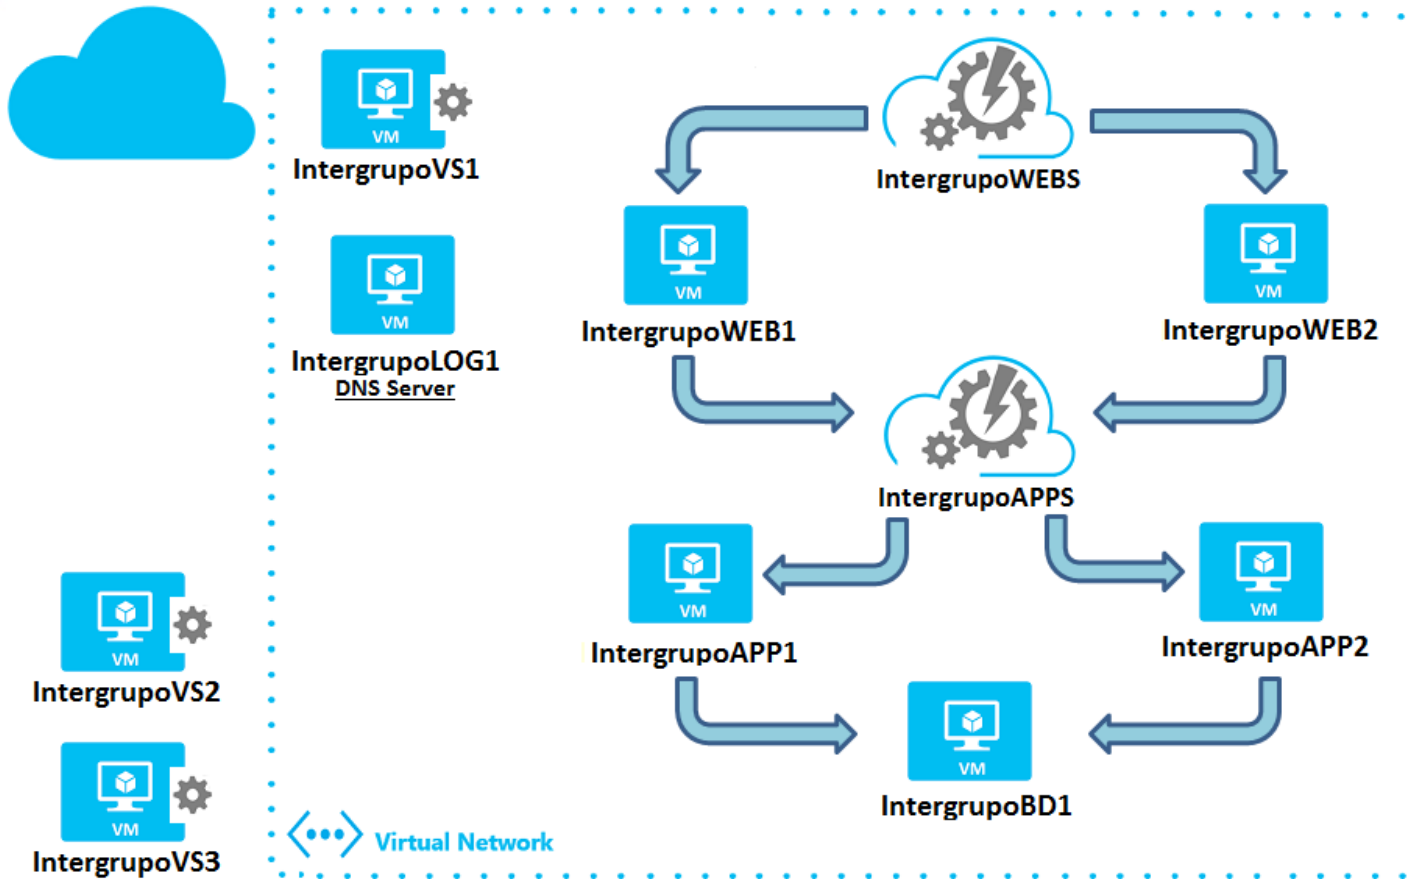 VM
IntergrupoVS1
IntergrupoWEBS
VM
IntergrupoLOG1
DNS Server
VM
IntergrupoWEB1
VM
IntergrupoWEB2
IntergrupoAPPS
VM
IntergrupoAPP1
VM
IntergrupoAPP2
VM
IntergrupoVS2
VM
IntergrupoBD1
VM
IntergrupoVS3
Virtual Network